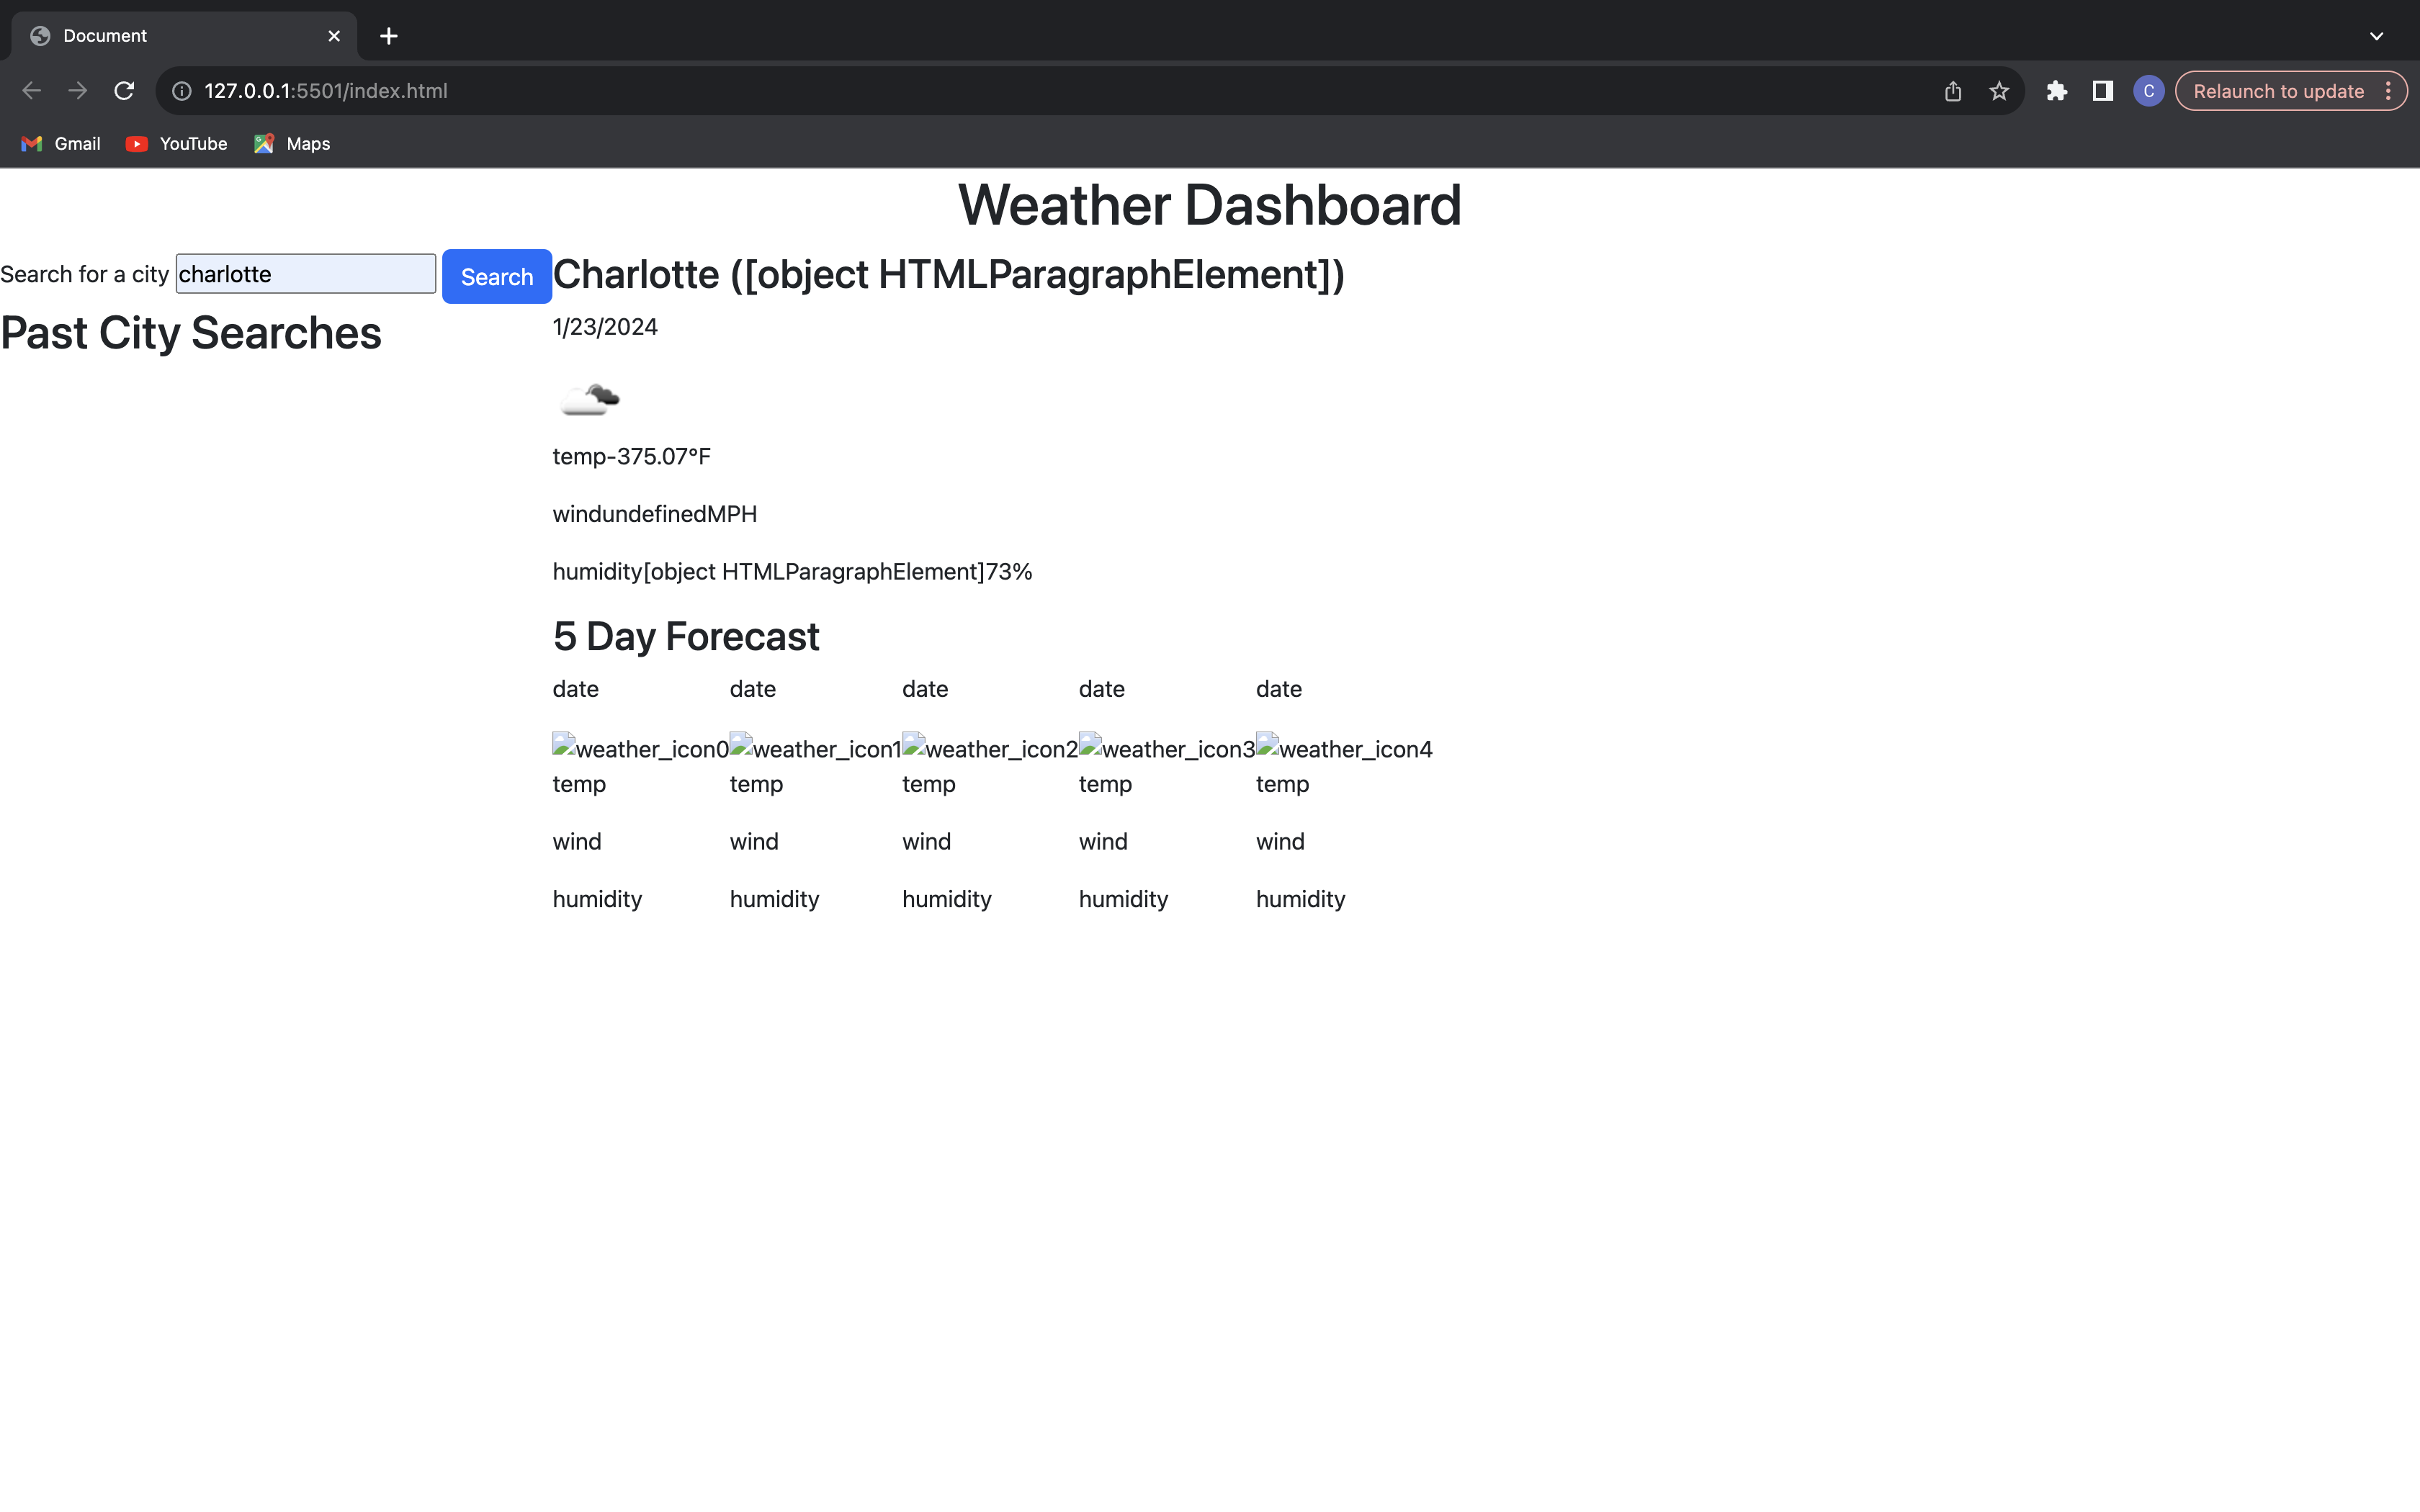 Document
127.0.0.1:5501/index.html
C
Relaunch to update
Gmail
YouTube
Maps
Weather Dashboard
Search for a city charlotte Search
Past City Searches
Charlotte ([object HTMLParagraphElement])
1/23/2024
temp-375.07°F
windundefinedMPH
humidity[object HTMLParagraphElement]73%
5 Day Forecast
date date date date date
weather_icon0 weather_icon1 weather_icon2 weather_icon3 weather_icon4
temp temp temp temp temp
wind wind wind wind wind
humidity humidity humidity humidity humidity